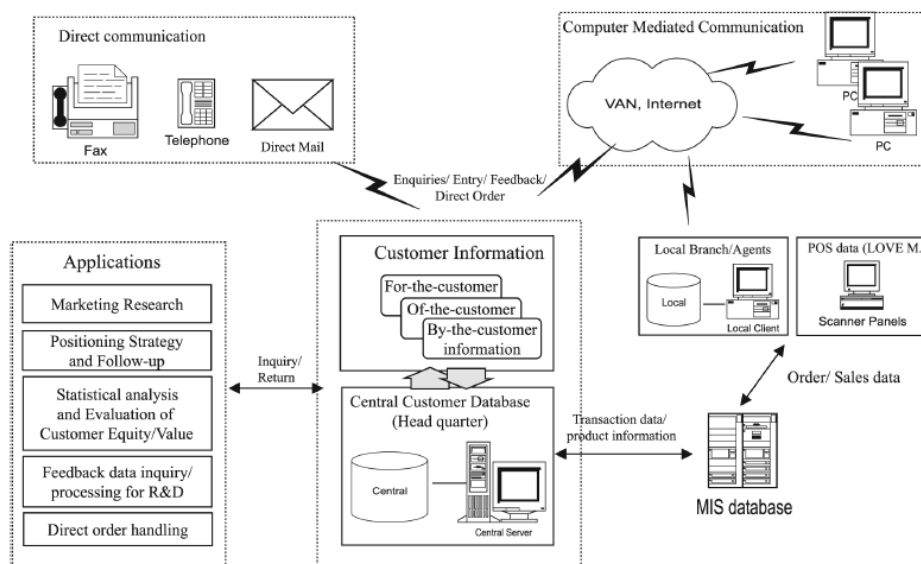 Direct communication
Fax
Telephone
Direct Mail
Computer Mediated Communication
VAN, Internet
PC
PC
Enquiries/ Entry/ Feedback/
Direct Order
Applications
Marketing Research
Positioning Strategy
and Follow-up
Statistical analysis
and Evaluation of
Customer Equity/Value
Feedback data inquiry/
processing for R&D
Direct order handling
Inquiry/
Return
Customer Information
For-the-customer
Of-the-customer
By-the-customer
information
Central Customer Database
(Head quarter)
Central
Central Server
Transaction data/
product information
Local Branch/Agents
Local
Local Client
POS data (LOVE M.
Scanner Panels
Order/ Sales data
MIS database